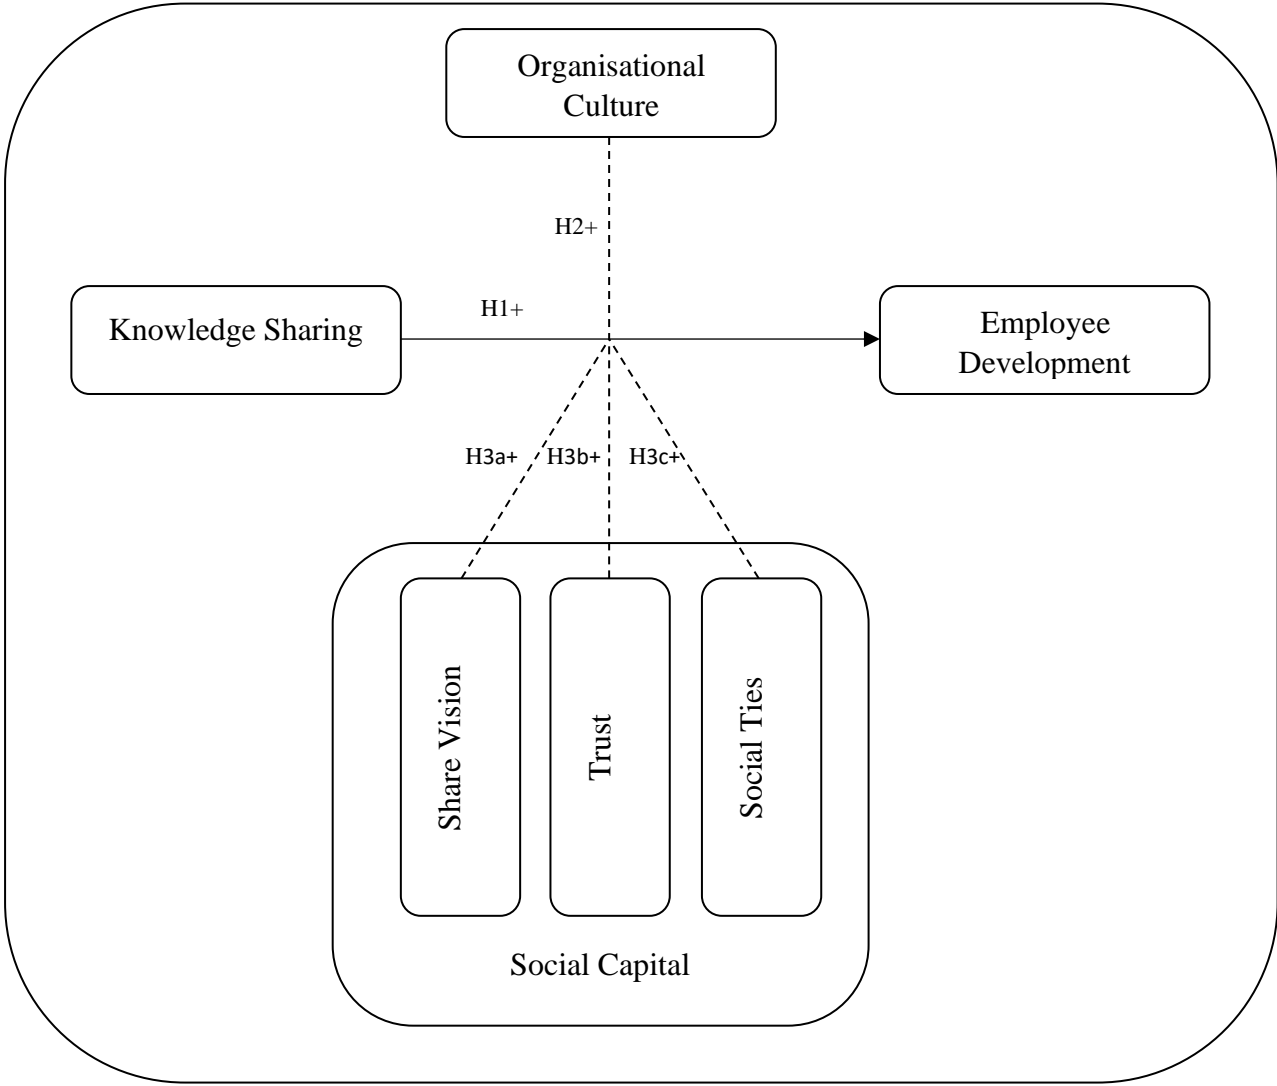 Organisational
Culture
H2+
H1+
Knowledge Sharing
Employee
Development
H3a+
H3b+
H3c+
Share Vision
Trust
Social Ties
Social Capital